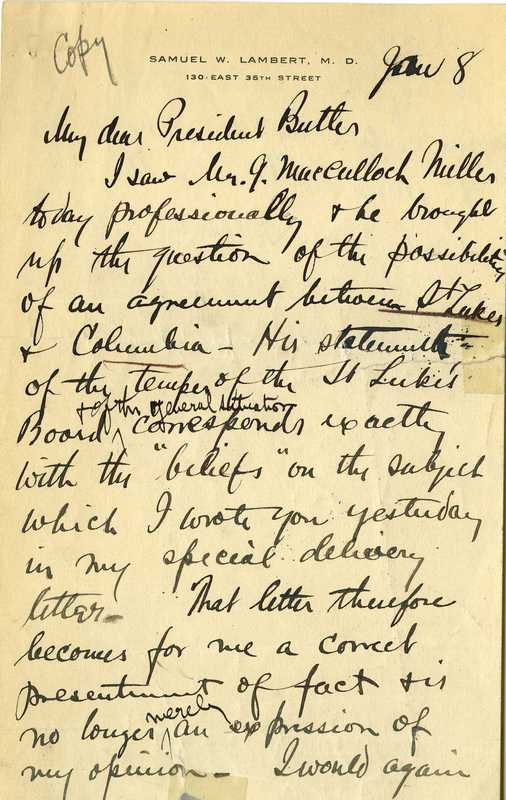 Copy
SAMUEL W. LAMBERT, M. D.
130 EAST 35TH STREET
Jan 8
My dear President Butler
I saw Mr. G. MacCulloch Miller
today professionally & he brought
up the question of the possibility
of an agreement between St Lukes
& Columbia – His statement
of the temper of the St Luke's
& of the general situation
Board, corresponds exactly
with the "beliefs" on the subject
which I wrote you yesterday
in my special delivery
letter – That letter therefore
becomes for me a correct
presentment of fact & is
merely
no longer an expression of
my opinion – I would again